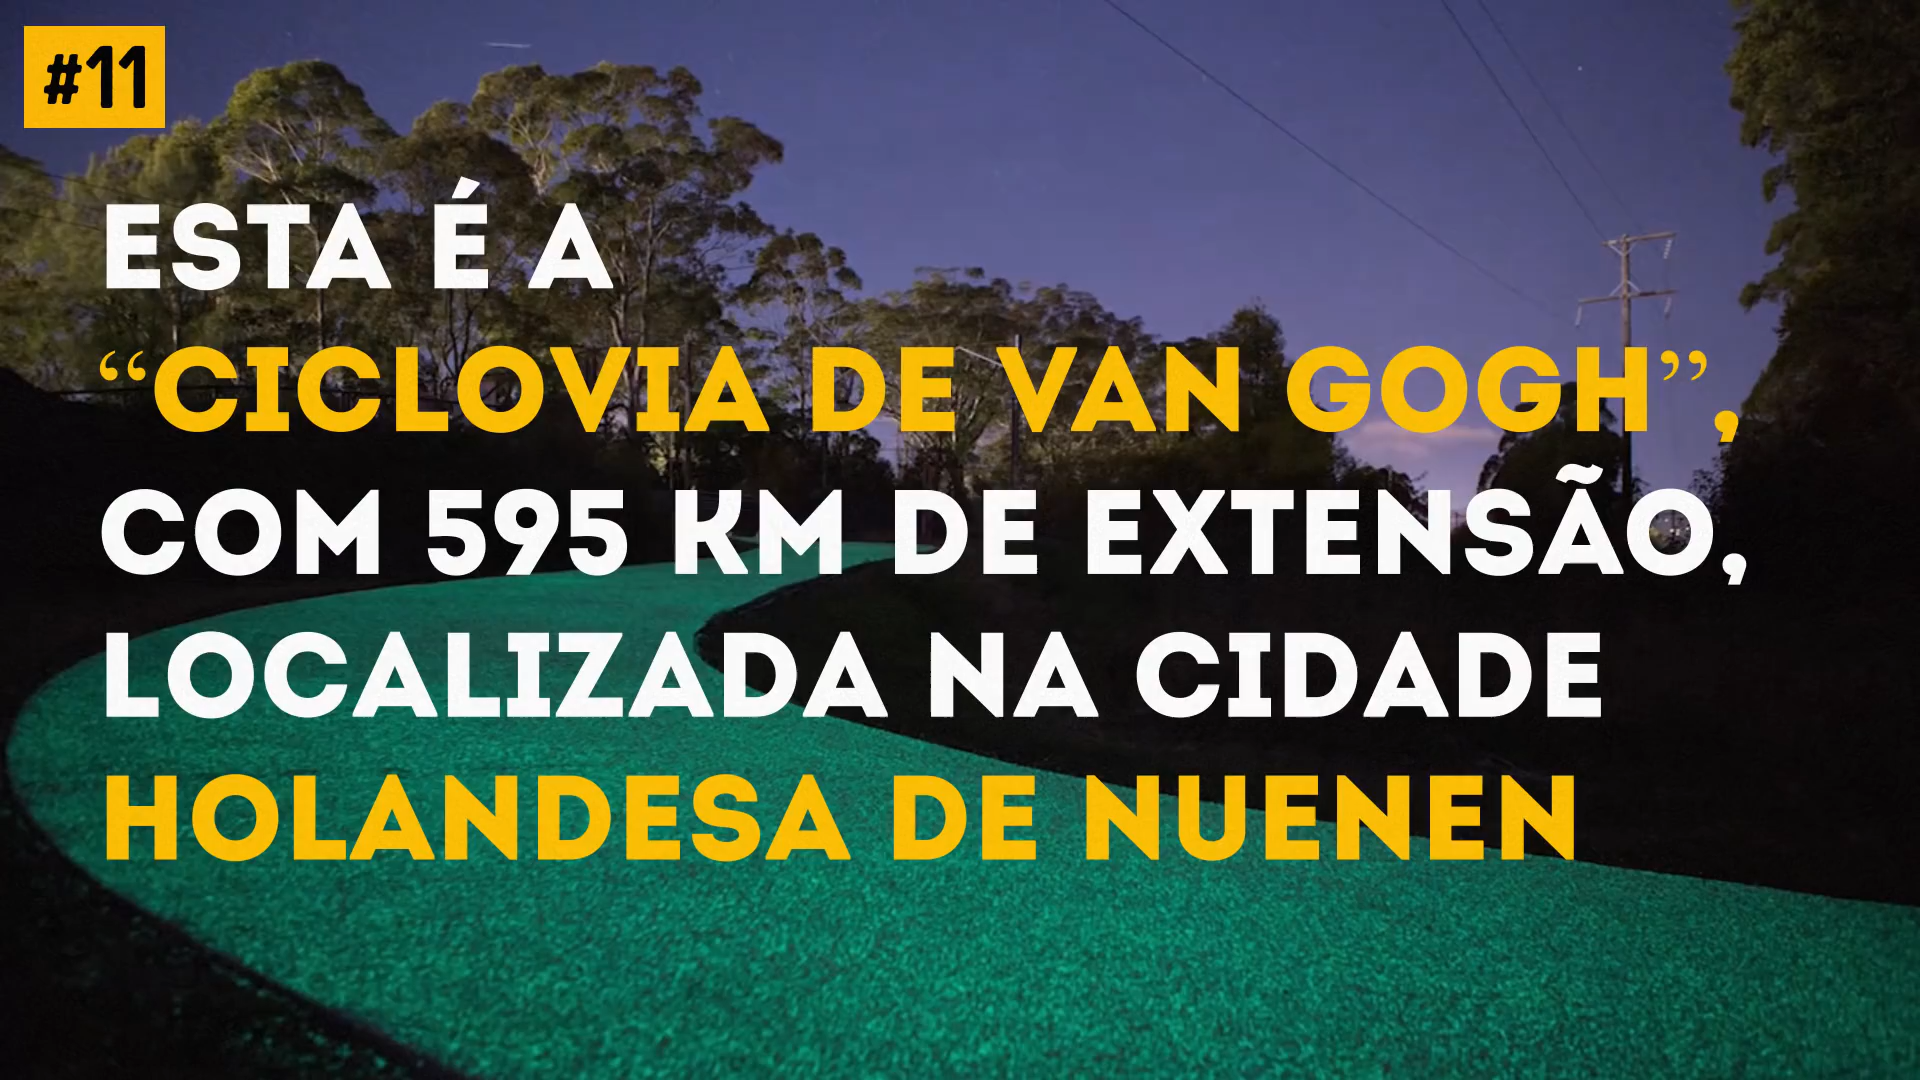 #11
ESTA É A
“CICLOVIA DE VAN GOGH”,
COM 595 KM DE EXTENSÃO,
LOCALIZADA NA CIDADE
HOLANDESA DE NUENEN